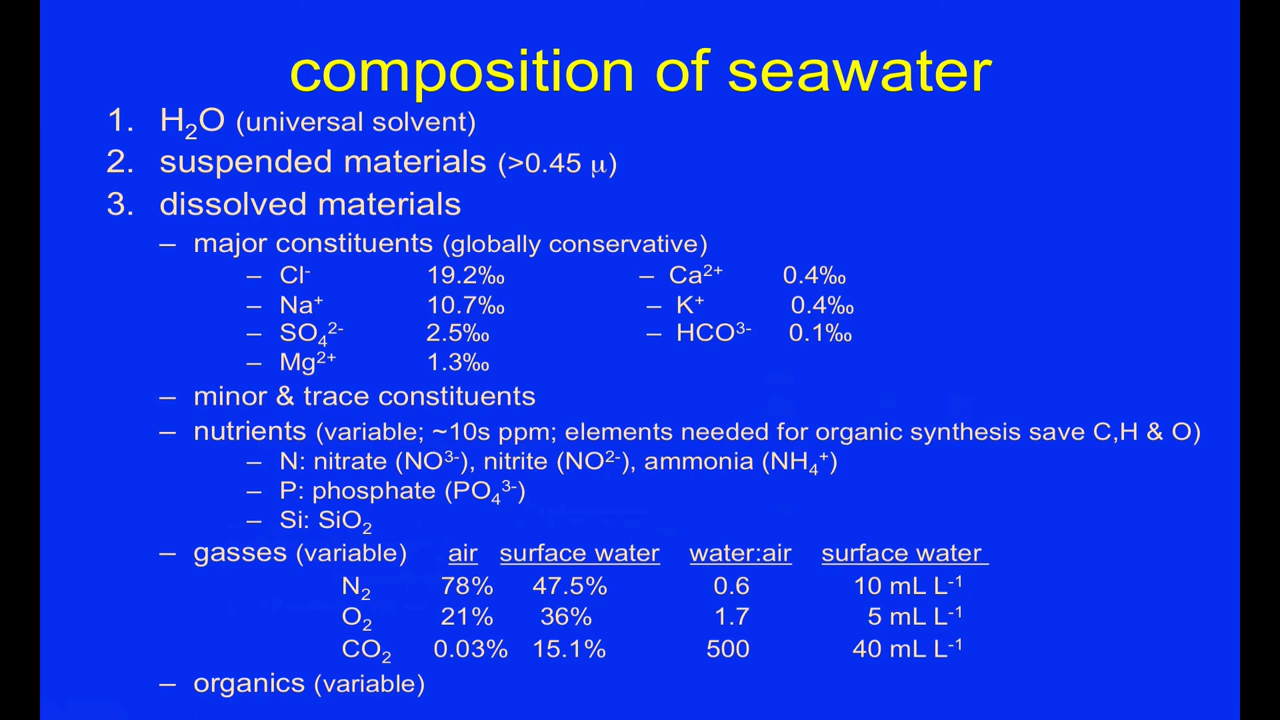 composition of seawater
1. H₂O (universal solvent)
2. suspended materials (>0.45 μ)
3. dissolved materials
– major constituents (globally conservative)
– Cl⁻ 19.2‰ – Ca²⁺ 0.4‰
– Na⁺ 10.7‰ – K⁺ 0.4‰
– SO₄²⁻ 2.5‰ – HCO³⁻ 0.1‰
– Mg²⁺ 1.3‰
– minor & trace constituents
– nutrients (variable; ~10s ppm; elements needed for organic synthesis save C,H & O)
– N: nitrate (NO³⁻), nitrite (NO²⁻), ammonia (NH₄⁺)
– P: phosphate (PO₄³⁻)
– Si: SiO₂
– gasses (variable) air surface water water:air surface water
N₂ 78% 47.5% 0.6 10 mL L⁻¹
O₂ 21% 36% 1.7 5 mL L⁻¹
CO₂ 0.03% 15.1% 500 40 mL L⁻¹
– organics (variable)